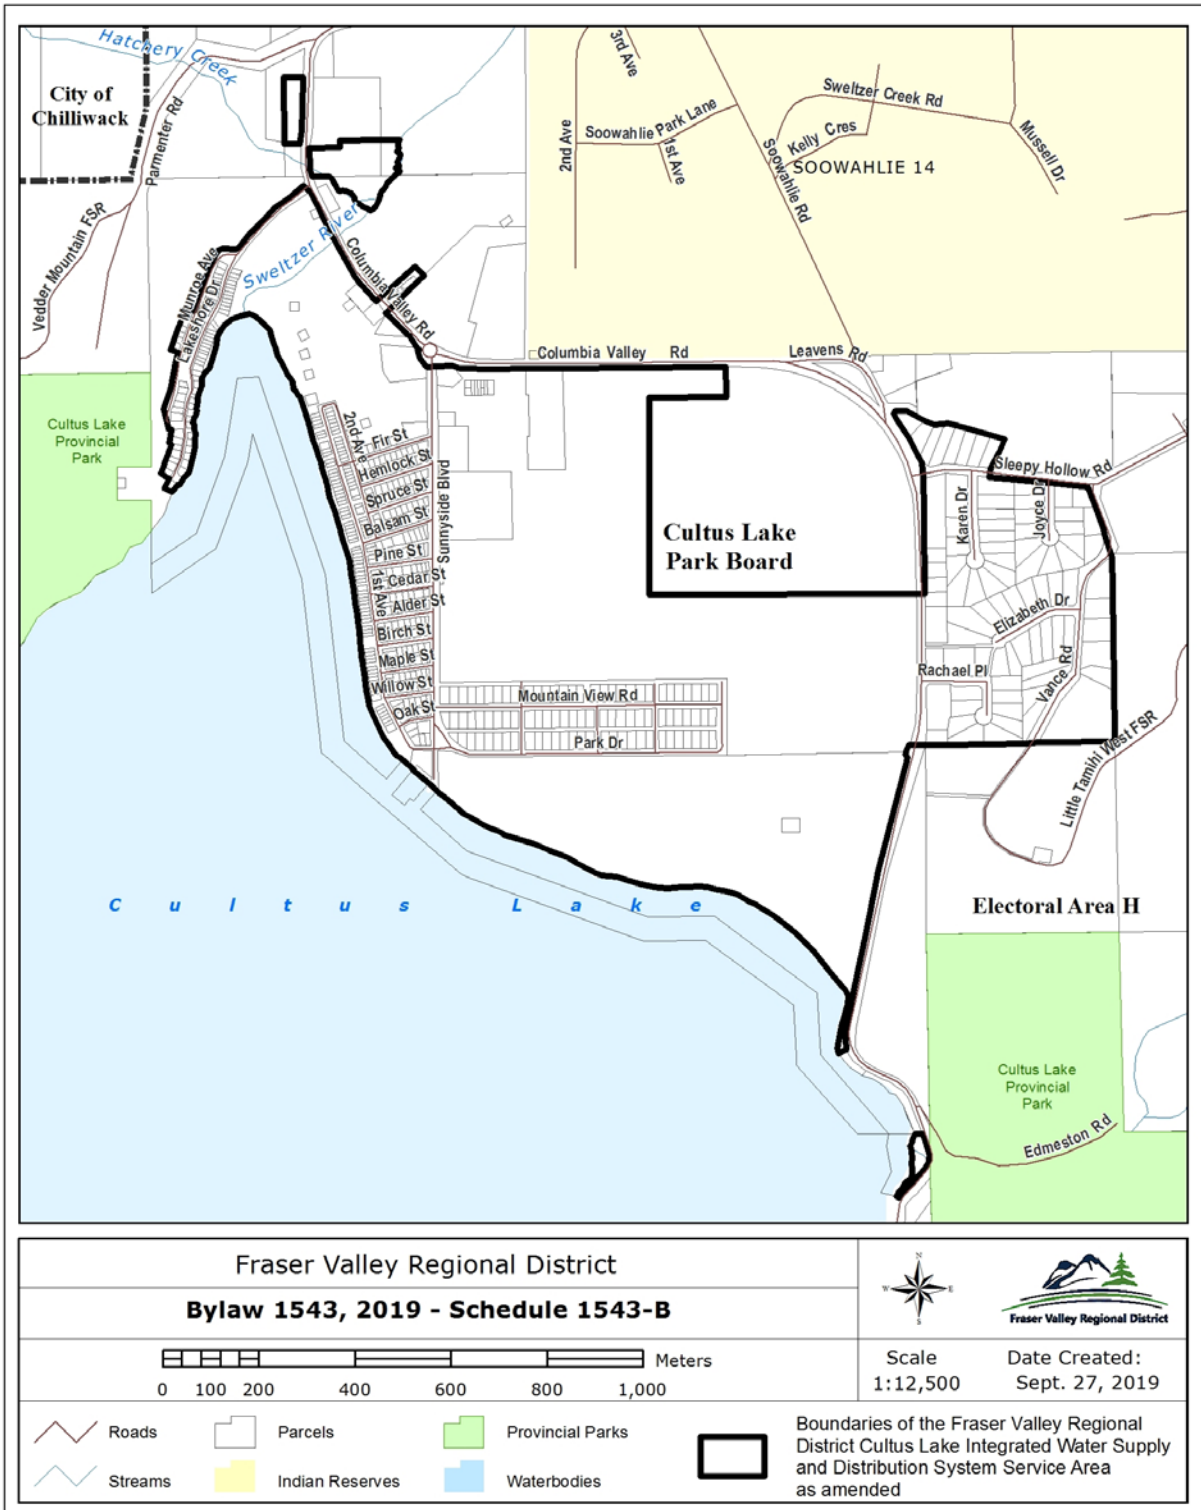 Hatchery Creek
City of
Chilliwack
Parmenter Rd
Vedder Mountain FSR
3rd Ave
2nd Ave
Soowahlie Park Lane
1st Ave
Soowahlie Rd
Sweltzer Creek Rd
Kelly Cres
Mussell Dr
SOOWAHLIE 14
Sweltzer River
Munroe Ave
Lakeshore Dr
Columbia Valley Rd
Columbia Valley Rd
Leavens Rd
Cultus Lake
Provincial
Park
2nd Ave
Fir St
Hemlock St
Spruce St
Balsam St
Pine St
Cedar St
Alder St
Birch St
Maple St
Willow St
Oak St
1st Ave
Sunnyside Blvd
Cultus Lake
Park Board
Sleepy Hollow Rd
Karen Dr
Joyce Dr
Elizabeth Dr
Rachael Pl
Vance Rd
Mountain View Rd
Park Dr
Little Tamihi West FSR
Cultus Lake
Electoral Area H
Cultus Lake
Provincial
Park
Edmeston Rd
Fraser Valley Regional District
Bylaw 1543, 2019 - Schedule 1543-B
Meters
0 100 200 400 600 800 1,000
N
W E
S
Fraser Valley Regional District
Scale
1:12,500
Date Created:
Sept. 27, 2019
Roads
Parcels
Provincial Parks
Streams
Indian Reserves
Waterbodies
Boundaries of the Fraser Valley Regional
District Cultus Lake Integrated Water Supply
and Distribution System Service Area
as amended